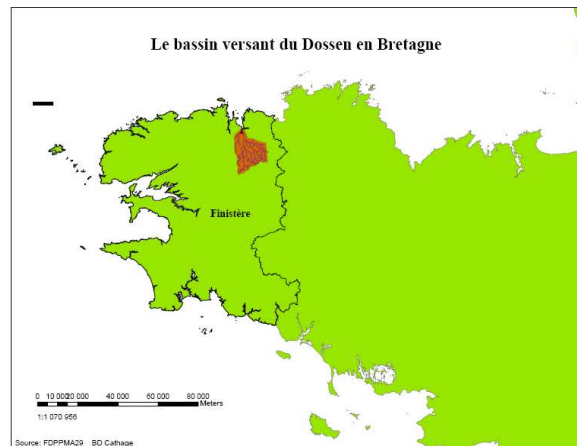 Le bassin versant du Dossen en Bretagne
Finistère
0 10 000 20 000 40 000 60 000 80 000
Meters
1:1 070 956
Source: FDPPMA29 BD Cathage